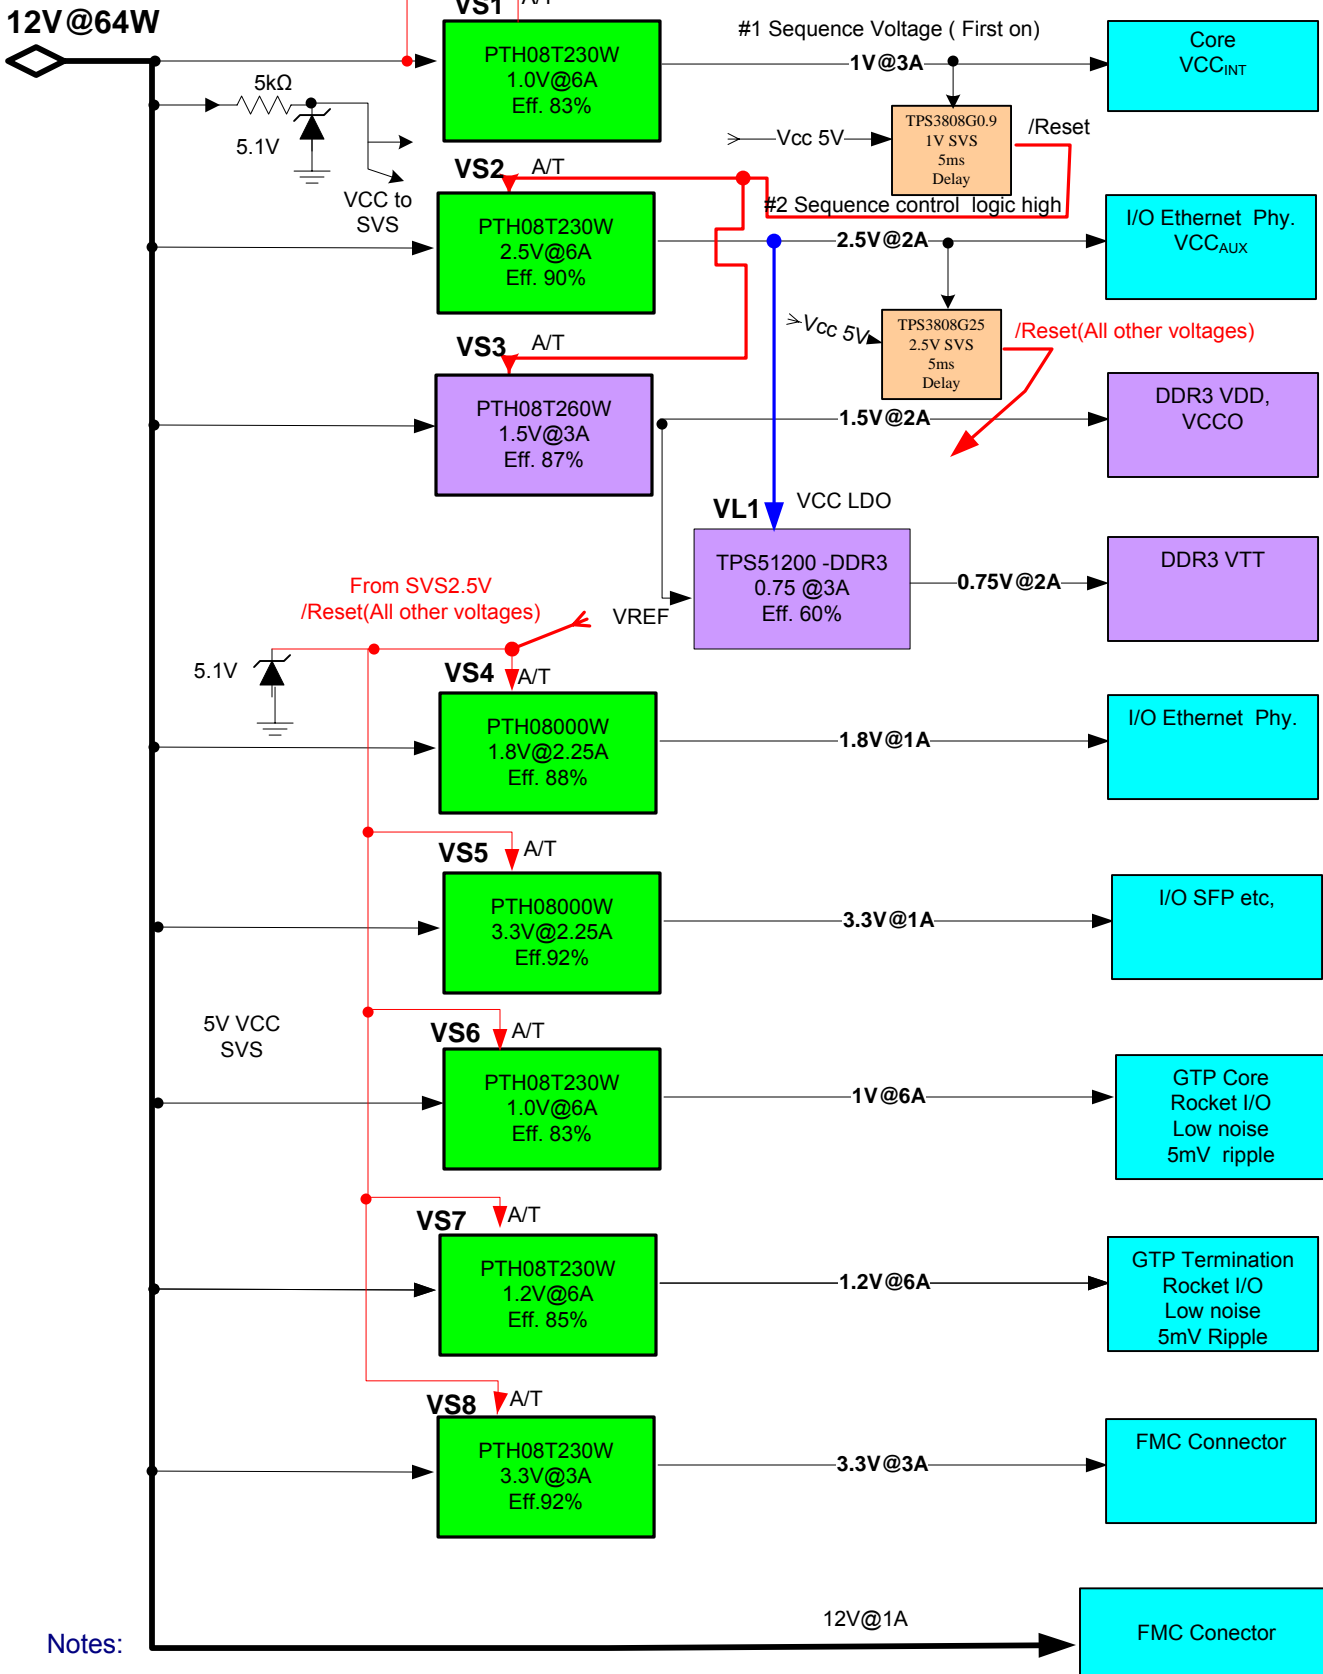 12V@64W
VS1
A/T
PTH08T230W
1.0V@6A
Eff. 83%
#1 Sequence Voltage ( First on)
1V@3A
Core
VCCINT
5kΩ
5.1V
VCC to
SVS
Vcc 5V
TPS3808G0.9
1V SVS
5ms
Delay
/Reset
VS2
A/T
#2 Sequence control logic high
PTH08T230W
2.5V@6A
Eff. 90%
2.5V@2A
I/O Ethernet Phy.
VCCAUX
Vcc 5V
TPS3808G25
2.5V SVS
5ms
Delay
/Reset(All other voltages)
VS3
A/T
PTH08T260W
1.5V@3A
Eff. 87%
1.5V@2A
DDR3 VDD,
VCCO
VL1
VCC LDO
TPS51200 -DDR3
0.75 @3A
Eff. 60%
VREF
0.75V@2A
DDR3 VTT
From SVS2.5V
/Reset(All other voltages)
5.1V
VS4
A/T
PTH08000W
1.8V@2.25A
Eff. 88%
1.8V@1A
I/O Ethernet Phy.
VS5
A/T
PTH08000W
3.3V@2.25A
Eff.92%
3.3V@1A
I/O SFP etc,
5V VCC
SVS
VS6
A/T
PTH08T230W
1.0V@6A
Eff. 83%
1V@6A
GTP Core
Rocket I/O
Low noise
5mV ripple
VS7
A/T
PTH08T230W
1.2V@6A
Eff. 85%
1.2V@6A
GTP Termination
Rocket I/O
Low noise
5mV Ripple
VS8
A/T
PTH08T230W
3.3V@3A
Eff.92%
3.3V@3A
FMC Connector
12V@1A
FMC Conector
Notes: